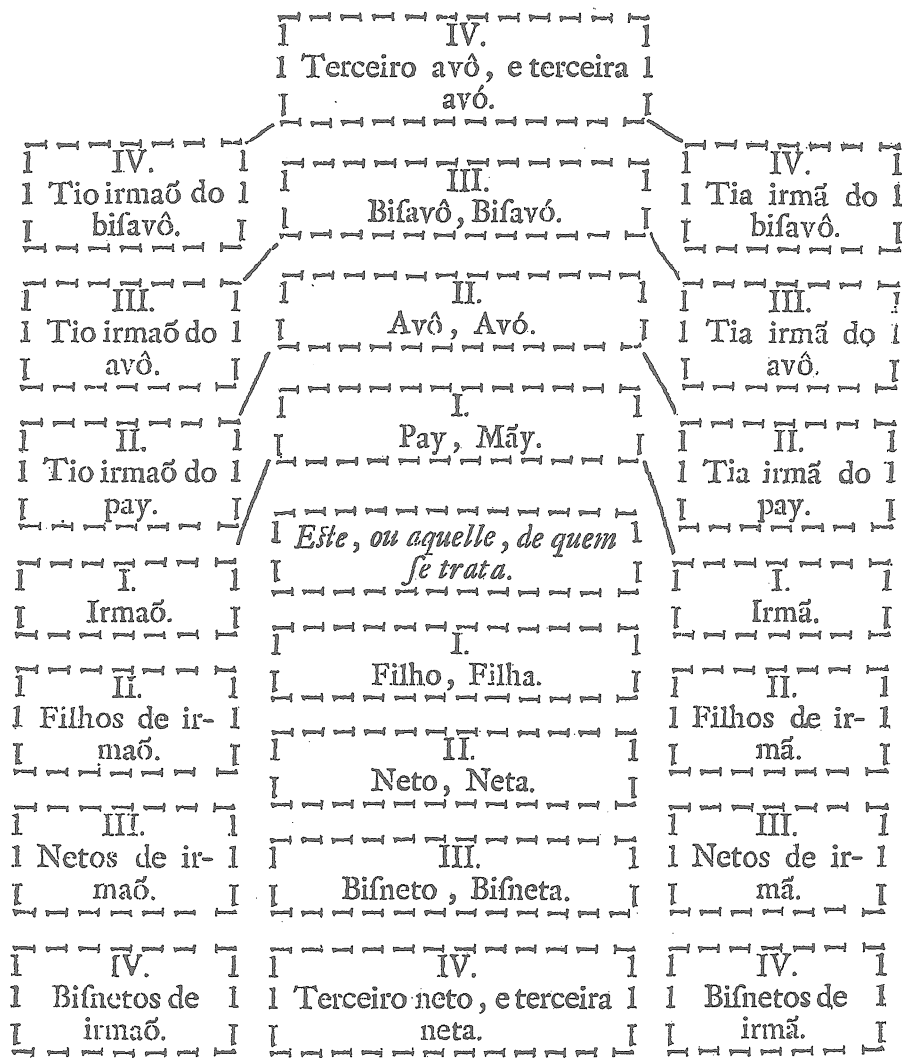 IV.
Terceiro avô, e terceira
avó.
IV.
Tio irmaõ do
biſavô.
III.
Biſavô, Biſavó.
IV.
Tia irmã do
biſavô.
III.
Tio irmaõ do
avô.
II.
Avô, Avó.
III.
Tia irmã do
avô.
II.
Tio irmaõ do
pay.
I.
Pay, Mãy.
II.
Tia irmã do
pay.
Eſte, ou aquelle, de quem
ſe trata.
I.
Irmaõ.
I.
Irmã.
I.
Filho, Filha.
II.
Filhos de ir-
maõ.
II.
Neto, Neta.
II.
Filhos de ir-
mã.
III.
Netos de ir-
maõ.
III.
Biſneto, Biſneta.
III.
Netos de ir-
mã.
IV.
Biſnetos de
irmaõ.
IV.
Terceiro neto, e terceira
neta.
IV.
Biſnetos de
irmã.